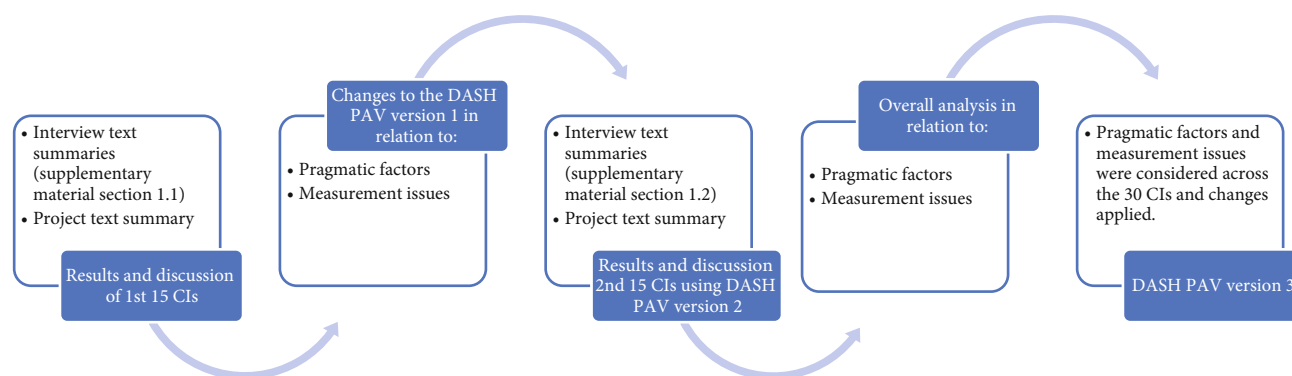 • Interview text
summaries
(supplementary
material section 1.1)
• Project text summary
Results and discussion
of 1st 15 CIs
Changes to the DASH
PAV version 1 in
relation to:
• Pragmatic factors
• Measurement issues
• Interview text
summaries
(supplementary
material section 1.2)
• Project text summary
Results and discussion
2nd 15 CIs using DASH
PAV version 2
Overall analysis in
relation to:
• Pragmatic factors
• Measurement issues
• Pragmatic factors and
measurement issues
were considered across
the 30 CIs and changes
applied.
DASH PAV version 3